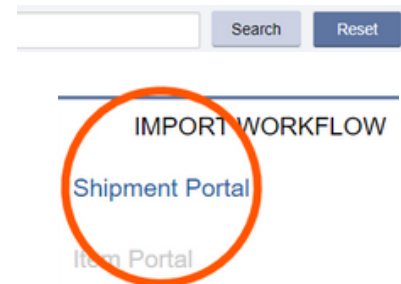 Search Reset
IMPORT WORKFLOW
Shipment Portal
Item Portal